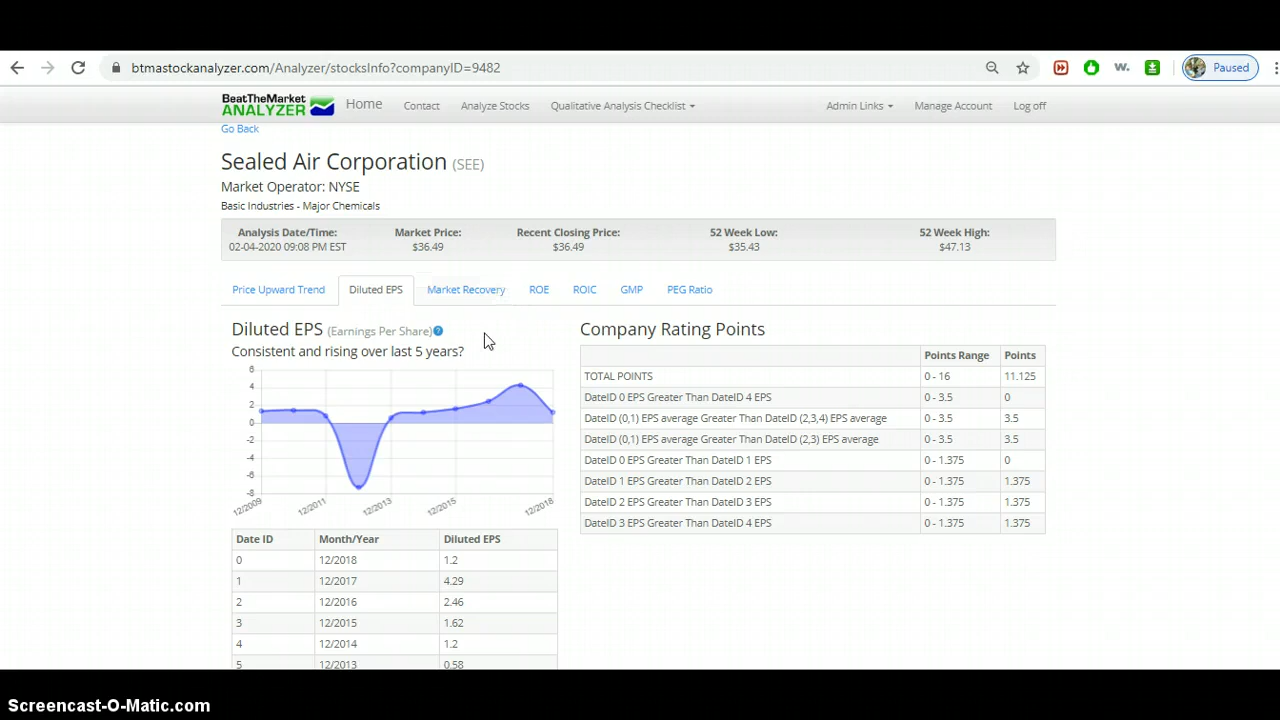 btmastockanalyzer.com/Analyzer/stocksInfo?companyID=9482
w.
Paused
BeatTheMarket
ANALYZER
Home Contact Analyze Stocks Qualitative Analysis Checklist Admin Links Manage Account Log off
Go Back
Sealed Air Corporation (SEE)
Market Operator: NYSE
Basic Industries - Major Chemicals
Analysis Date/Time: Market Price: Recent Closing Price: 52 Week Low: 52 Week High:
02-04-2020 09:08 PM EST $36.49 $36.49 $35.43 $47.13
Price Upward Trend Diluted EPS Market Recovery ROE ROIC GMP PEG Ratio
Diluted EPS (Earnings Per Share) ?
Consistent and rising over last 5 years?
6
4
2
0
-2
-4
-6
-8
12/2009 12/2011 12/2013 12/2015 12/2018
Date ID Month/Year Diluted EPS
0 12/2018 1.2
1 12/2017 4.29
2 12/2016 2.46
3 12/2015 1.62
4 12/2014 1.2
5 12/2013 0.58
Company Rating Points
Points Range Points
TOTAL POINTS 0 - 16 11.125
DateID 0 EPS Greater Than DateID 4 EPS 0 - 3.5 0
DateID (0,1) EPS average Greater Than DateID (2,3,4) EPS average 0 - 3.5 3.5
DateID (0,1) EPS average Greater Than DateID (2,3) EPS average 0 - 3.5 3.5
DateID 0 EPS Greater Than DateID 1 EPS 0 - 1.375 0
DateID 1 EPS Greater Than DateID 2 EPS 0 - 1.375 1.375
DateID 2 EPS Greater Than DateID 3 EPS 0 - 1.375 1.375
DateID 3 EPS Greater Than DateID 4 EPS 0 - 1.375 1.375
Screencast-O-Matic.com